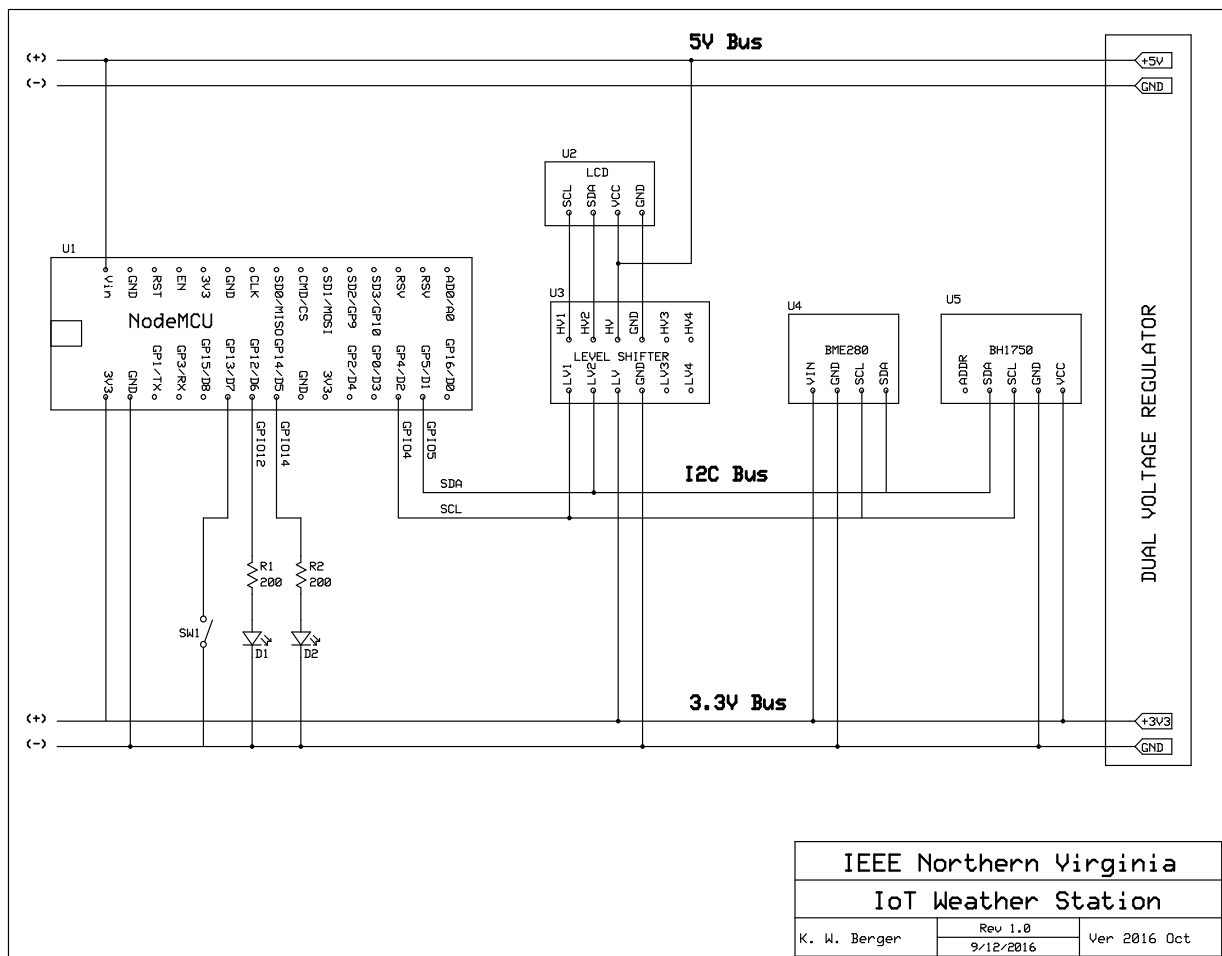 5V Bus
(+)
(-)
+5V
GND
U2
LCD
SCL
SDA
VCC
GND
U1
Vin
GND
RST
EN
3V3
GND
CLK
SD0/MISO
CMD/CS
SD1/MOSI
SD2/GP9
SD3/GP10
RSV
RSV
AD0/A0
NodeMCU
3V3
GND
GP1/TX
GP3/RX
GP15/D8
GP13/D7
GP12/D6
GP14/D5
GND
3V3
GP2/D4
GP0/D3
GP4/D2
GP5/D1
GP16/D0
U3
HV1
HV2
HV
GND
HV3
HV4
LEVEL SHIFTER
LV1
LV2
LV
GND
LV3
LV4
U4
BME280
VIN
GND
SCL
SDA
U5
BH1750
ADDR
SDA
SCL
GND
VCC
DUAL VOLTAGE REGULATOR
GPIO12
GPIO14
GPIO4
GPIO5
I2C Bus
SDA
SCL
R1
200
R2
200
SW1
D1
D2
3.3V Bus
(+)
(-)
+3V3
GND
IEEE Northern Virginia
IoT Weather Station
K. W. Berger
Rev 1.0
9/12/2016
Ver 2016 Oct